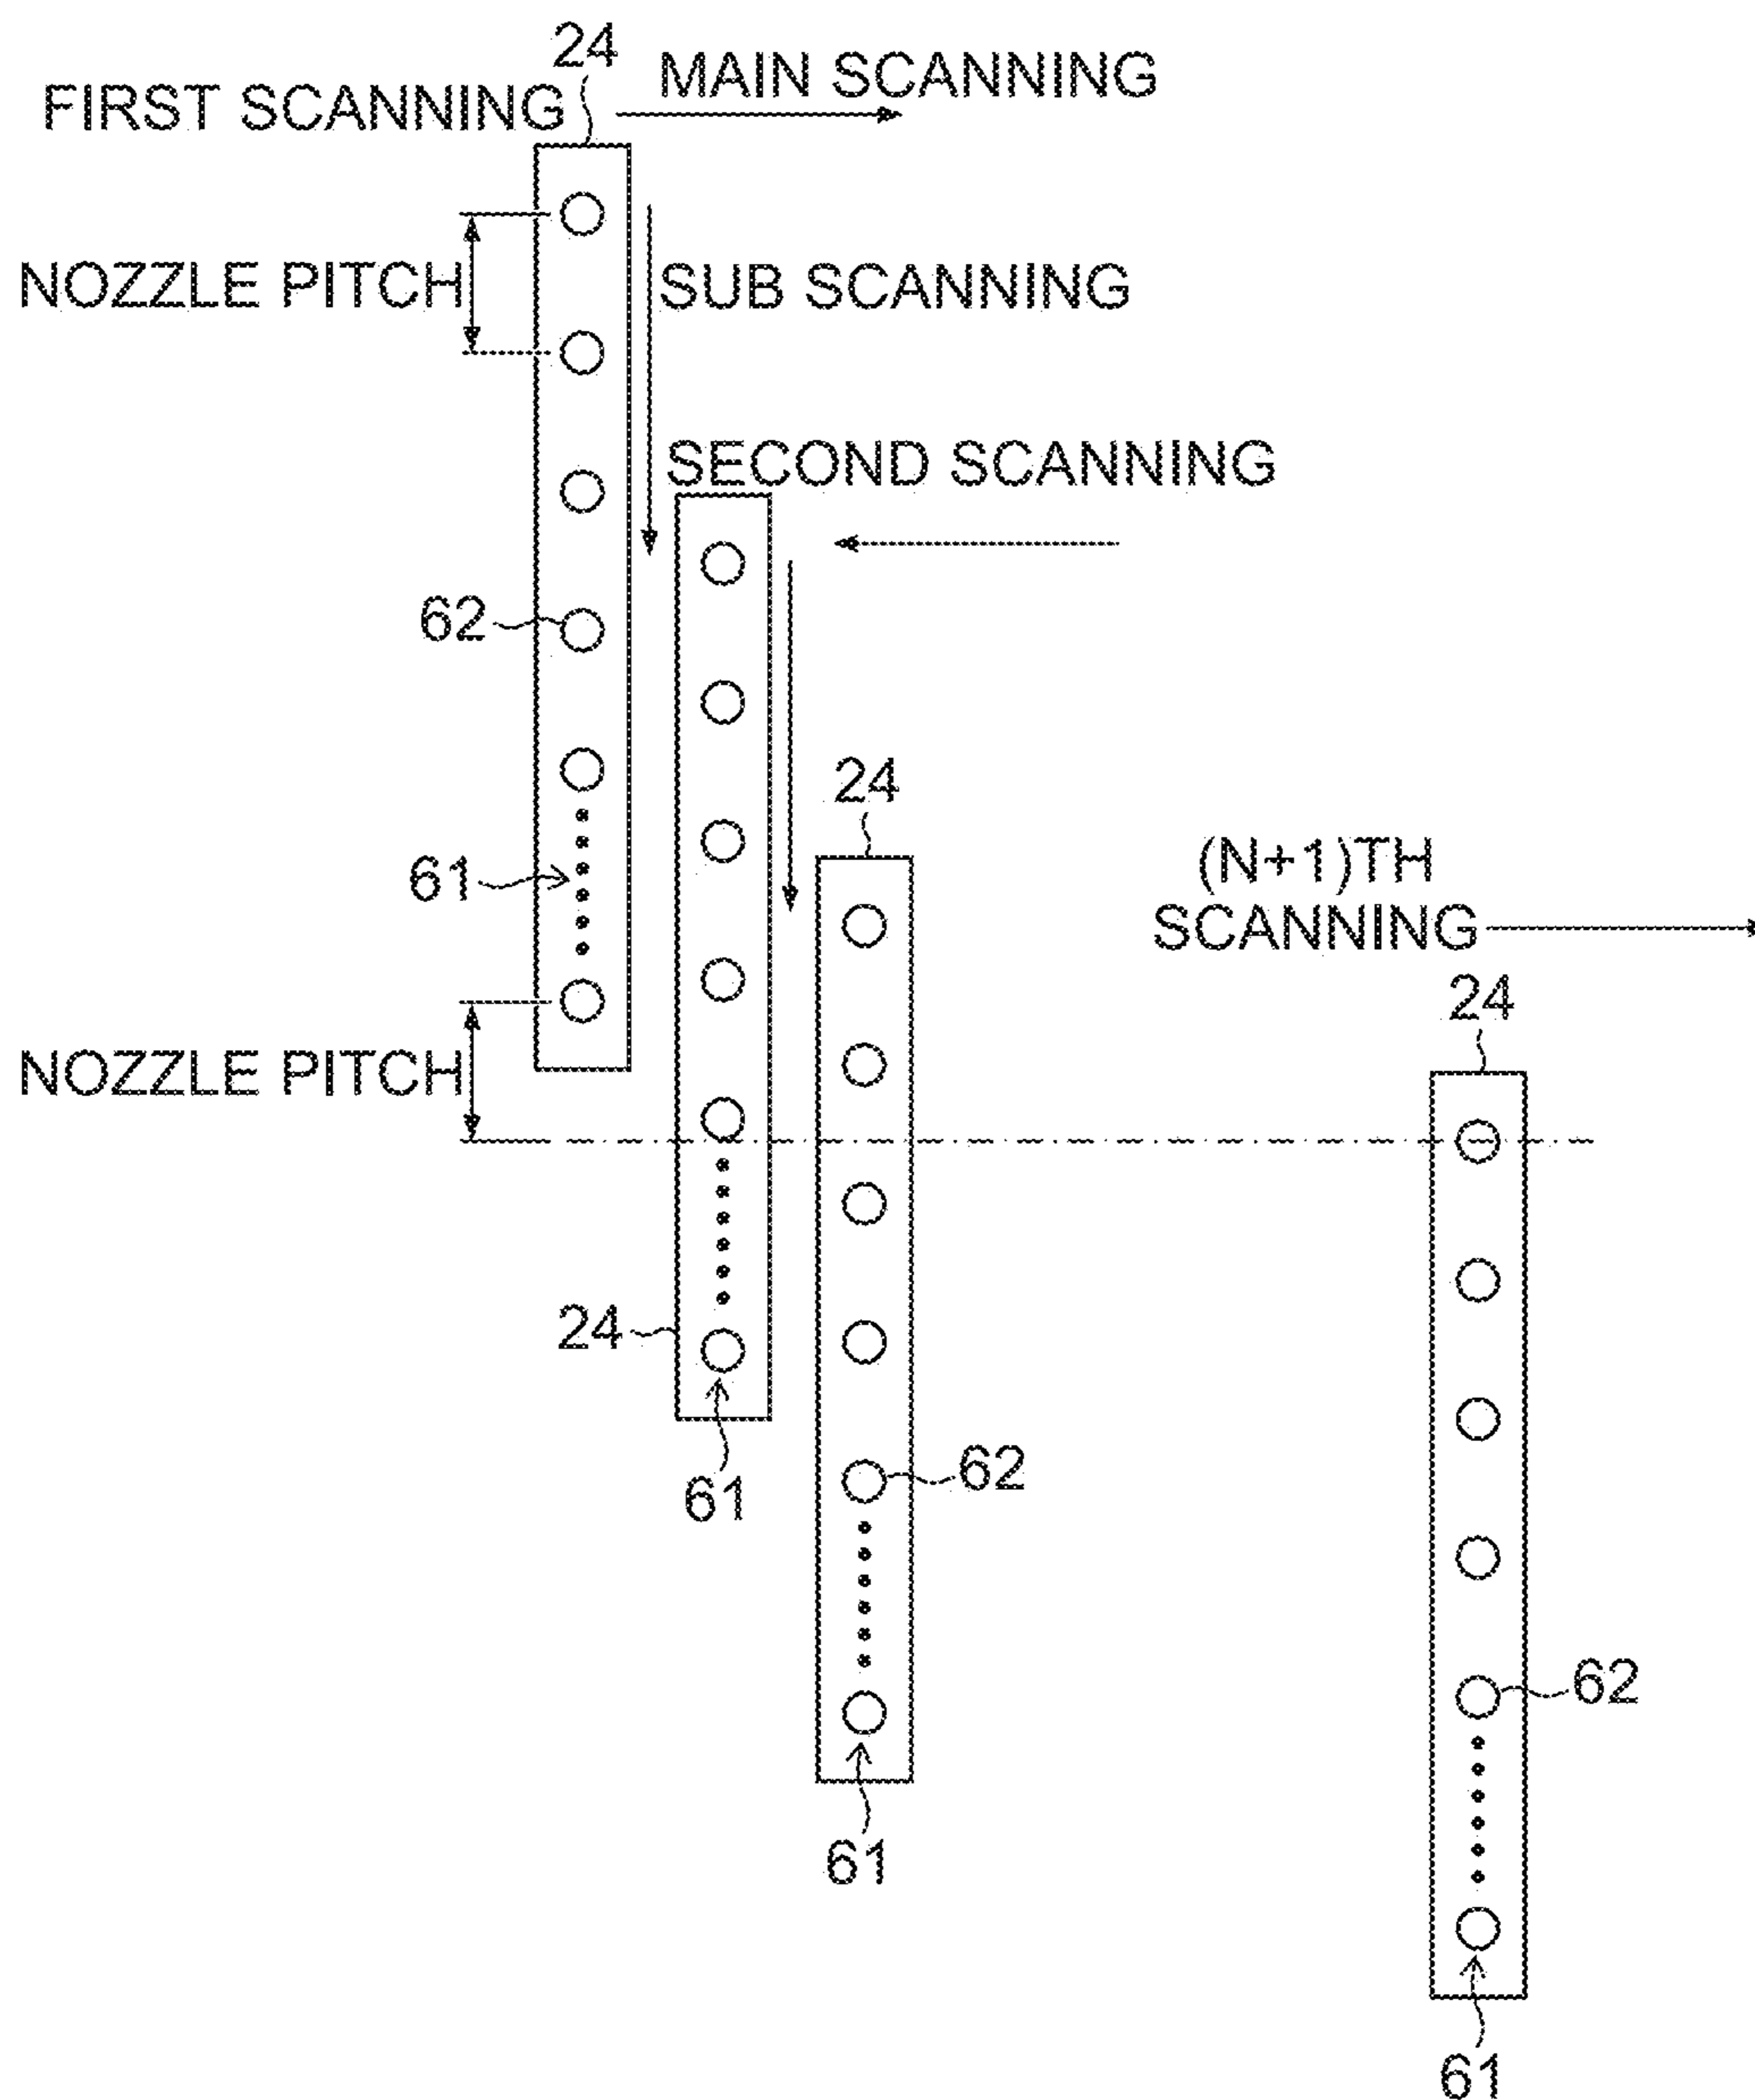 24
MAIN SCANNING
FIRST SCANNING
NOZZLE PITCH
SUB SCANNING
SECOND SCANNING
62
24
61
(N+1)TH
SCANNING
24
NOZZLE PITCH
24
62
61
62
61
61